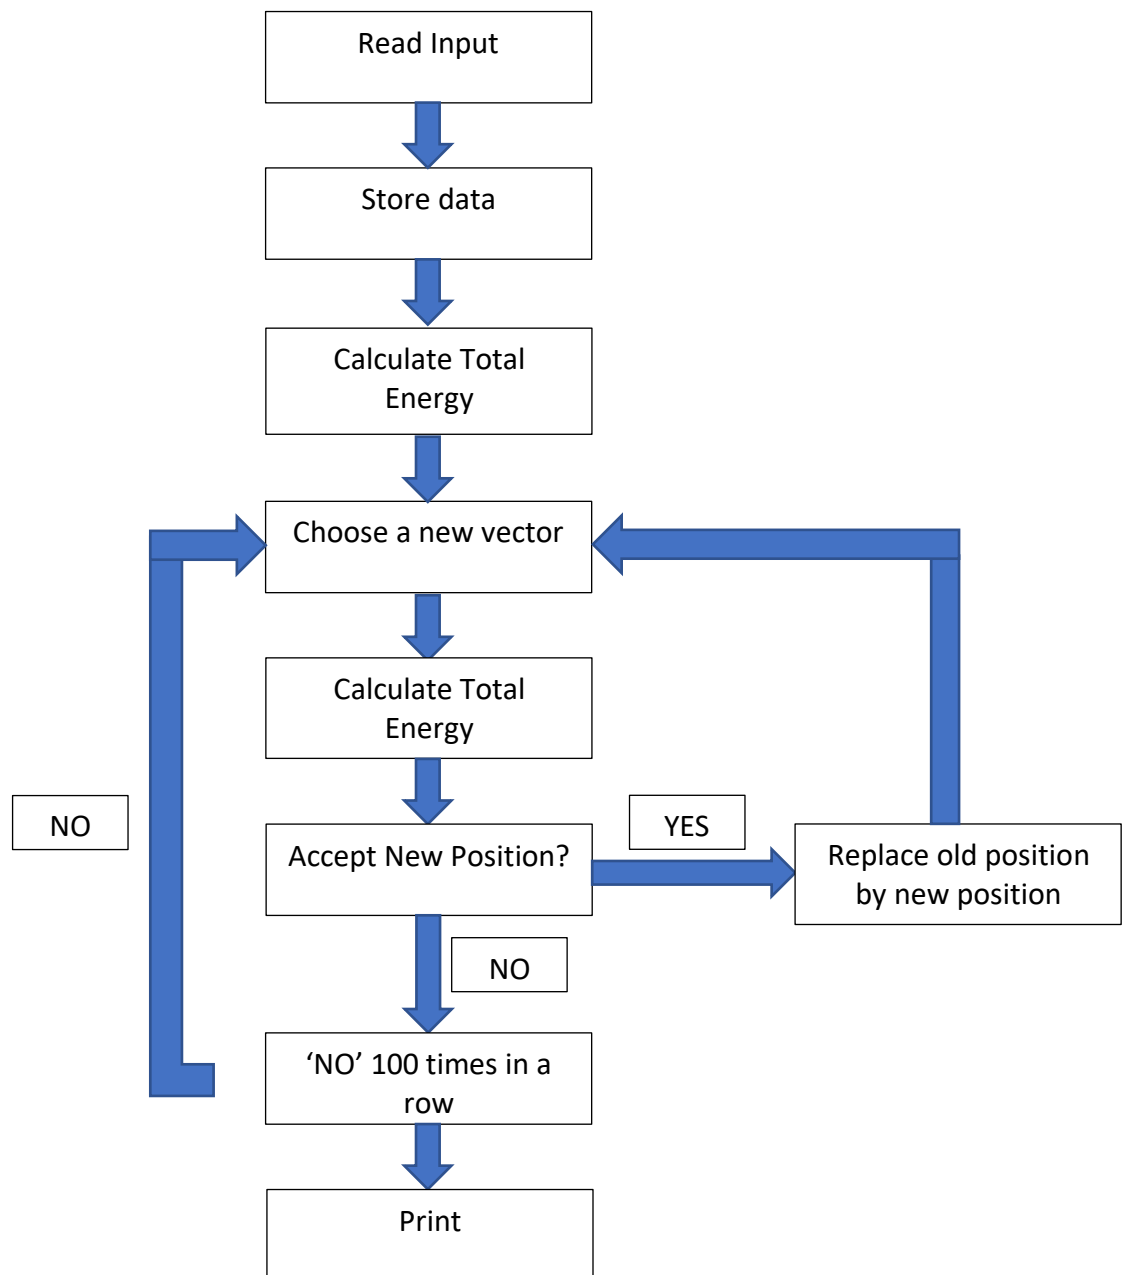 Read Input
Store data
Calculate Total
Energy
Choose a new vector
Calculate Total
Energy
NO
Accept New Position?
YES
Replace old position
by new position
NO
‘NO’ 100 times in a
row
Print